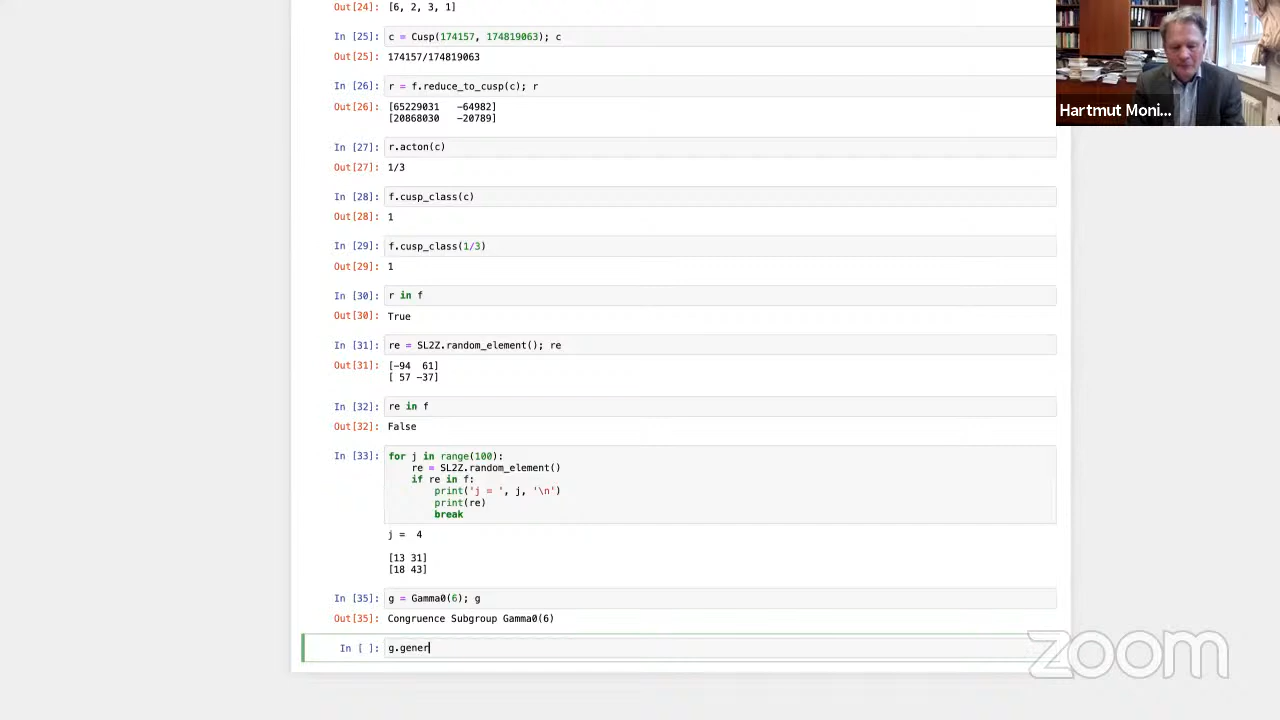 Out[24]: [6, 2, 3, 1]
In [25]: c = Cusp(174157, 174819063); c
Out[25]: 174157/174819063
In [26]: r = f.reduce_to_cusp(c); r
Out[26]: [65229031   -64982]
[20868030   -20789]
In [27]: r.acton(c)
Out[27]: 1/3
In [28]: f.cusp_class(c)
Out[28]: 1
In [29]: f.cusp_class(1/3)
Out[29]: 1
In [30]: r in f
Out[30]: True
In [31]: re = SL2Z.random_element(); re
Out[31]: [-94  61]
[ 57 -37]
In [32]: re in f
Out[32]: False
In [33]: for j in range(100):
re = SL2Z.random_element()
if re in f:
print('j = ', j, '\n')
print(re)
break
j =  4
[13 31]
[18 43]
In [35]: g = Gamma0(6); g
Out[35]: Congruence Subgroup Gamma0(6)
In [ ]: g.gener
Hartmut Moni...
zoom